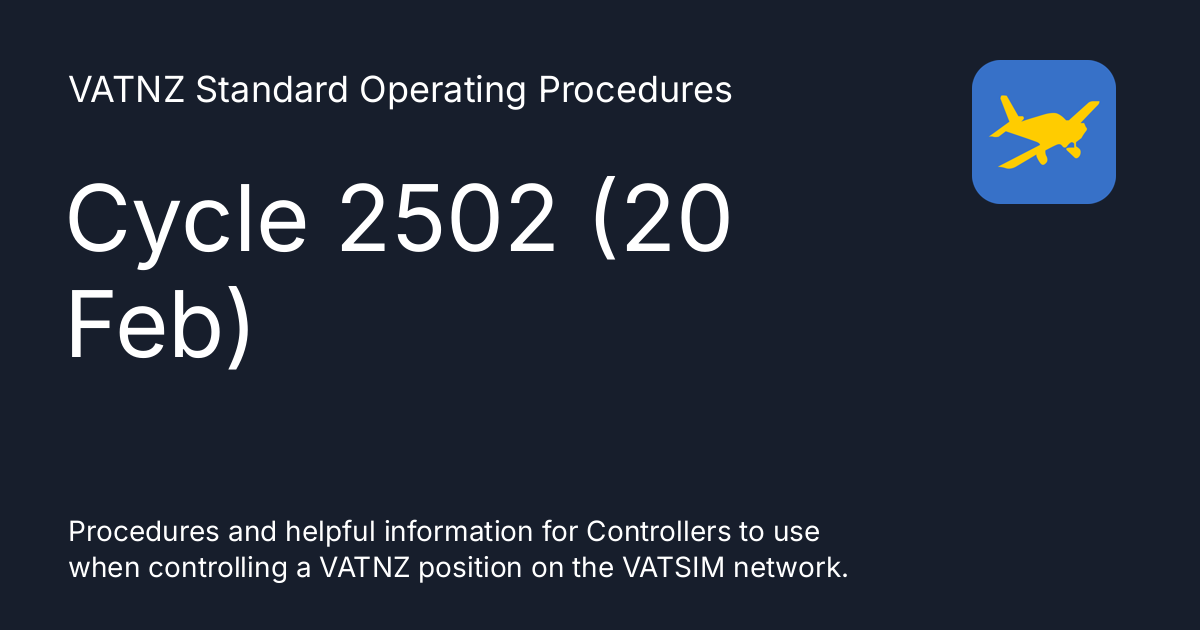 VATNZ Standard Operating Procedures
Cycle 2502 (20
Feb)
Procedures and helpful information for Controllers to use
when controlling a VATNZ position on the VATSIM network.